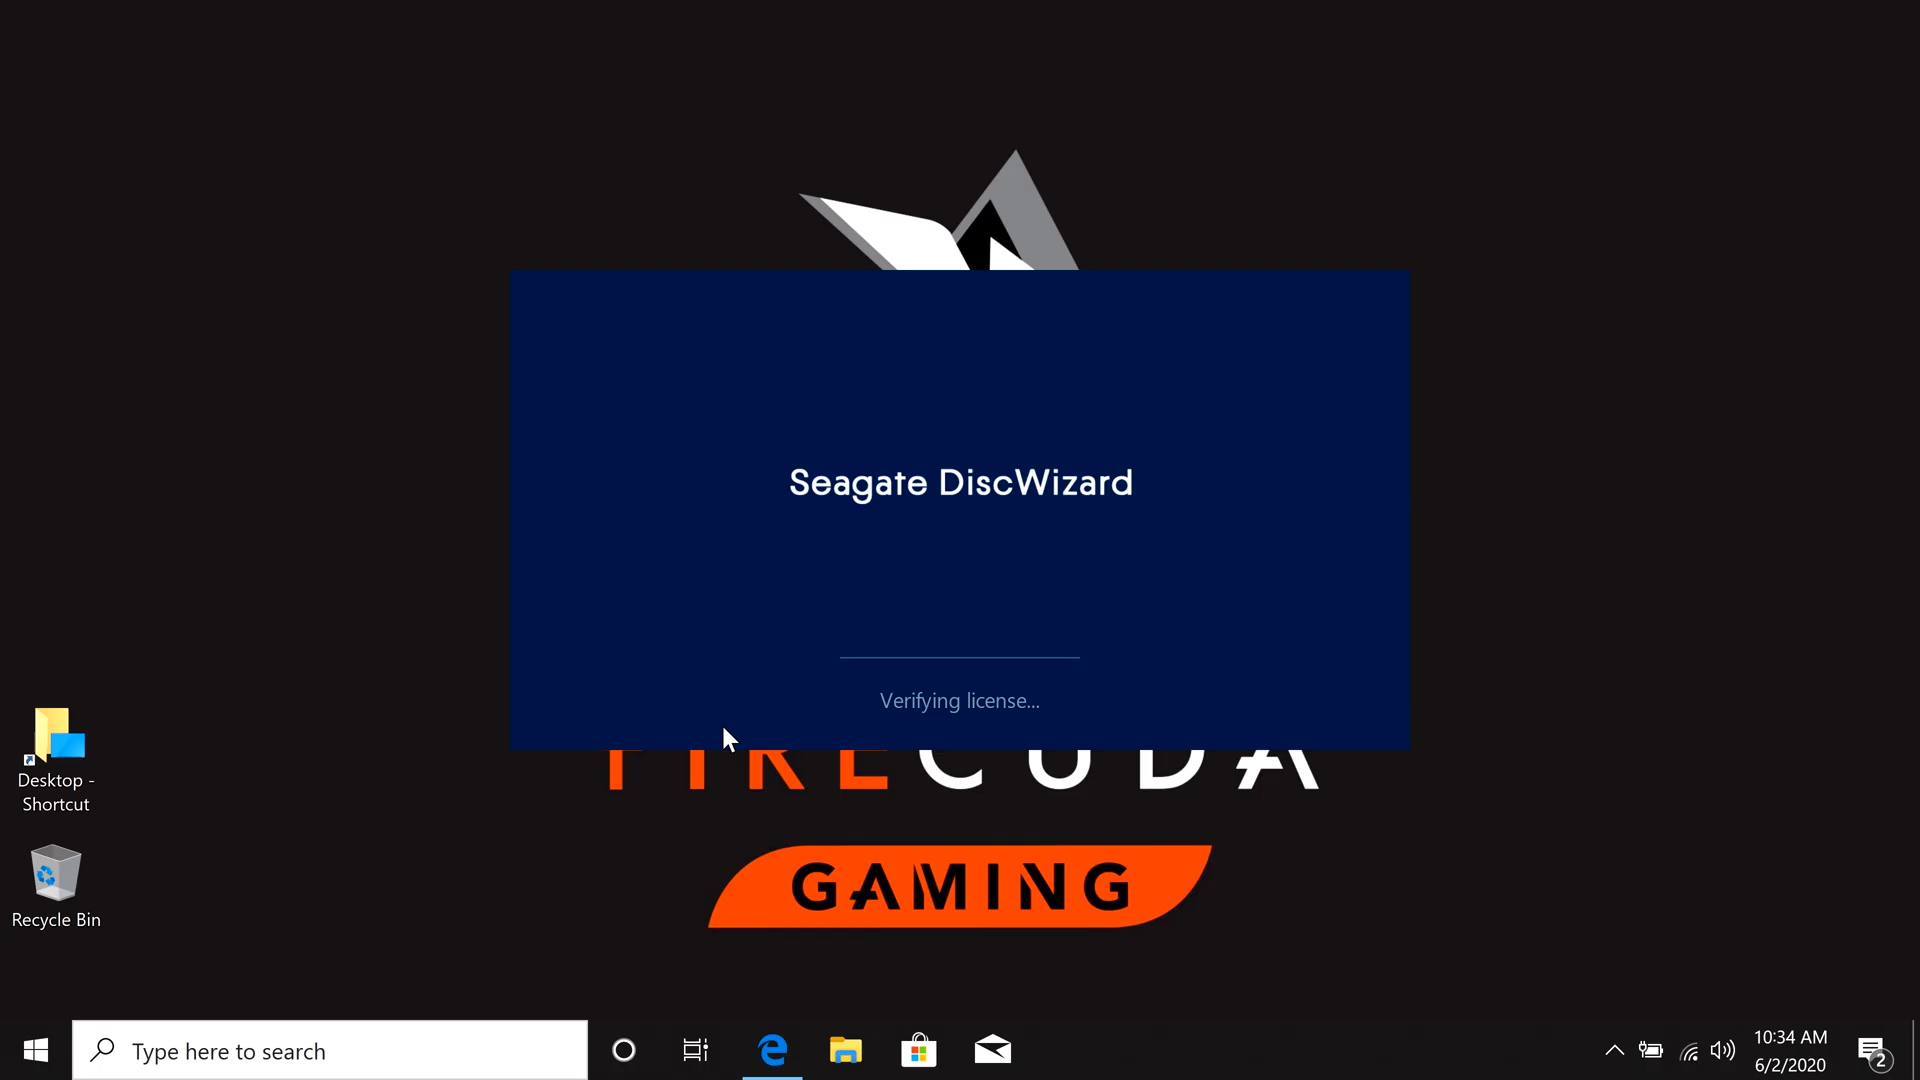 Seagate DiscWizard
Verifying license...
FIRECUDA
GAMING
Desktop -
Shortcut
Recycle Bin
Type here to search
10:34 AM
6/2/2020
2